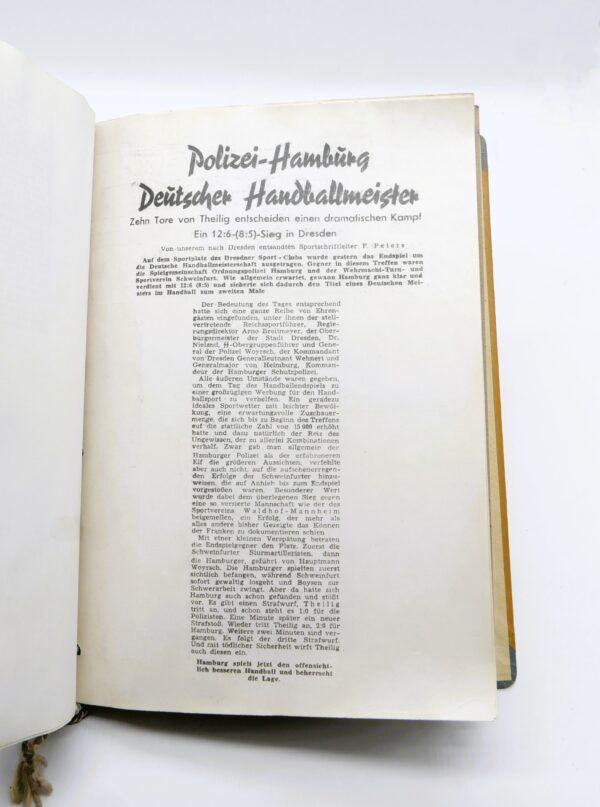 Polizei-Hamburg
Deutscher Handballmeister
Zehn Tore von Theilig entscheiden einen dramatischen Kampf
Ein 12:6-(8:5)-Sieg in Dresden
Von unserem nach Dresden entsandten Sportschriftleiter F. Peters
Auf dem Sportplatz des Dresdner Sport-Clubs wurde gestern das Endspiel um
die Deutsche Handballmeisterschaft ausgetragen. Gegner in diesem Treffen waren
die Spielgemeinschaft Ordnungspolizei Hamburg und der Wehrmacht-Turn- und
Sportverein Schweinfurt. Wie allgemein erwartet, gewann Hamburg ganz klar und
verdient mit 12:6 (8:5) und sicherte sich dadurch den Titel eines Deutschen Mei-
sters im Handball zum zweiten Male
Der Bedeutung des Tages entsprechend
hatte sich eine ganze Reihe von Ehren-
gästen eingefunden, unter ihnen der stell-
vertretende Reichssportführer, Regie-
rungsdirektor Arno Breitmeyer, der Ober-
bürgermeister der Stadt Dresden, Dr.
Nieland, ᛋᛋ-Obergruppenführer und Gene-
ral der Polizei Woyrsch, der Kommandant
von Dresden Generalleutnant Wehnert und
Generalmajor von Heimburg, Komman-
deur der Hamburger Schutzpolizei.
Alle äußeren Umstände waren gegeben,
um dem Tag des Handballendspiels zu
einer großzügigen Werbung für den Hand-
ballsport zu verhelfen. Ein geradezu
ideales Sportwetter mit leichter Bewöl-
kung, eine erwartungsvolle Zuschauer-
menge, die sich bis zu Beginn des Treffens
auf die stattliche Zahl von 15 000 erhöht
hatte und dazu natürlich der Reiz des
Ungewissen, der zu allerlei Kombinationen
verhalf. Zwar gab man allgemein der
Hamburger Polizei als der erfahreneren
Elf die größeren Aussichten, verfehlte
aber auch nicht, auf die aufsehenerregen-
den Erfolge der Schweinfurter hinzu-
weisen, die auf Anhieb bis zum Endspiel
vorgestoßen waren. Besonderer Wert
wurde dabei dem überlegenen Sieg gegen
eine so versierte Mannschaft wie der des
Sportvereins Waldhof-Mannheim
beigemessen, ein Erfolg, der mehr als
alles andere bisher Gezeigte das Können
der Franken zu dokumentieren schien
Mit einer kleinen Verspätung betraten
die Endspielgegner den Platz. Zuerst die
Schweinfurter Sturmartilleristen, dann
die Hamburger, geführt von Hauptmann
Woyrsch. Die Hamburger spielten zuerst
sichtlich befangen, während Schweinfurt
sofort gewaltig losgeht und Boysen zur
Schwerarbeit zwingt. Aber da hatte sich
Hamburg auch schon gefunden und stößt
vor. Es gibt einen Strafwurf, Theilig
tritt an, und schon steht es 1:0 für die
Polizisten. Eine Minute später ein neuer
Strafstoß. Wieder tritt Theilig an, 2:0 für
Hamburg. Weitere zwei Minuten sind ver-
gangen. Es folgt der dritte Strafwurf.
Und mit tödlicher Sicherheit wirft Theilig
auch diesen ein.
Hamburg spielt jetzt den offensicht-
lich besseren Handball und beherrscht
die Lage.